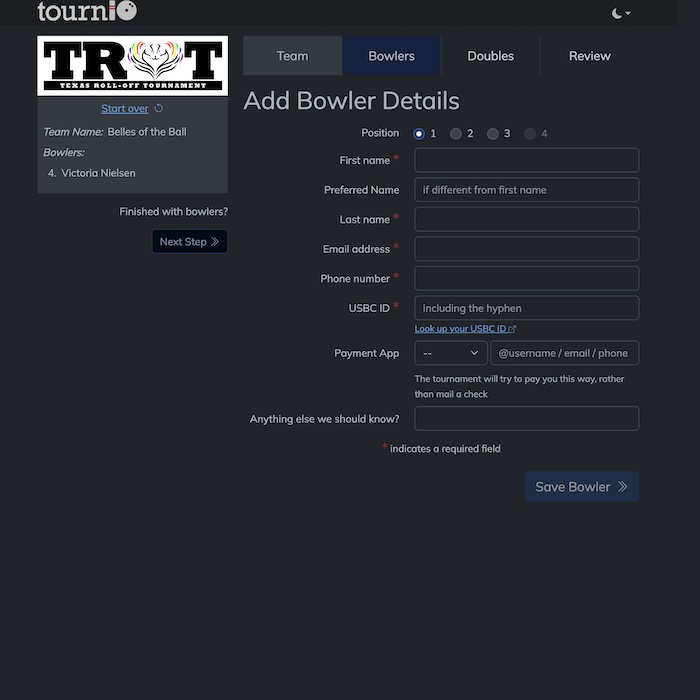 tournio
TROT
TEXAS ROLL-OFF TOURNAMENT
Start over
Team Name: Belles of the Ball
Bowlers:
4. Victoria Nielsen
Finished with bowlers?
Next Step
Team Bowlers Doubles Review
Add Bowler Details
Position 1 2 3 4
First name *
Preferred Name if different from first name
Last name *
Email address *
Phone number *
USBC ID * including the hyphen
Look up your USBC ID
Payment App -- @username / email / phone
The tournament will try to pay you this way, rather
than mail a check
Anything else we should know?
* indicates a required field
Save Bowler